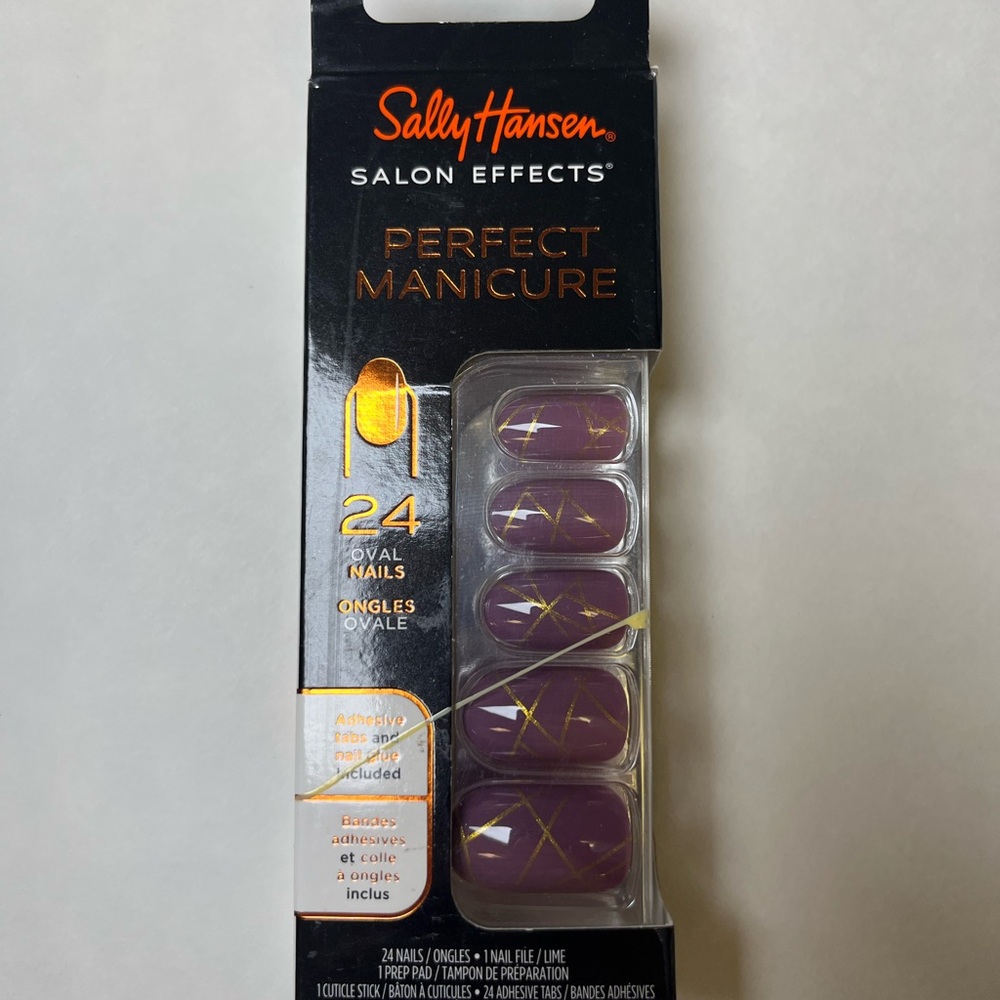 Sally Hansen®
SALON EFFECTS®
PERFECT
MANICURE
24
OVAL
NAILS
ONGLES
OVALE
Adhesive
tabs and
nail glue
included
Bandes
adhésives
et colle
à ongles
inclus
24 NAILS / ONGLES • 1 NAIL FILE / LIME
1 PREP PAD / TAMPON DE PRÉPARATION
1 CUTICLE STICK / BÂTON À CUTICULES • 24 ADHESIVE TABS / BANDES ADHÉSIVES